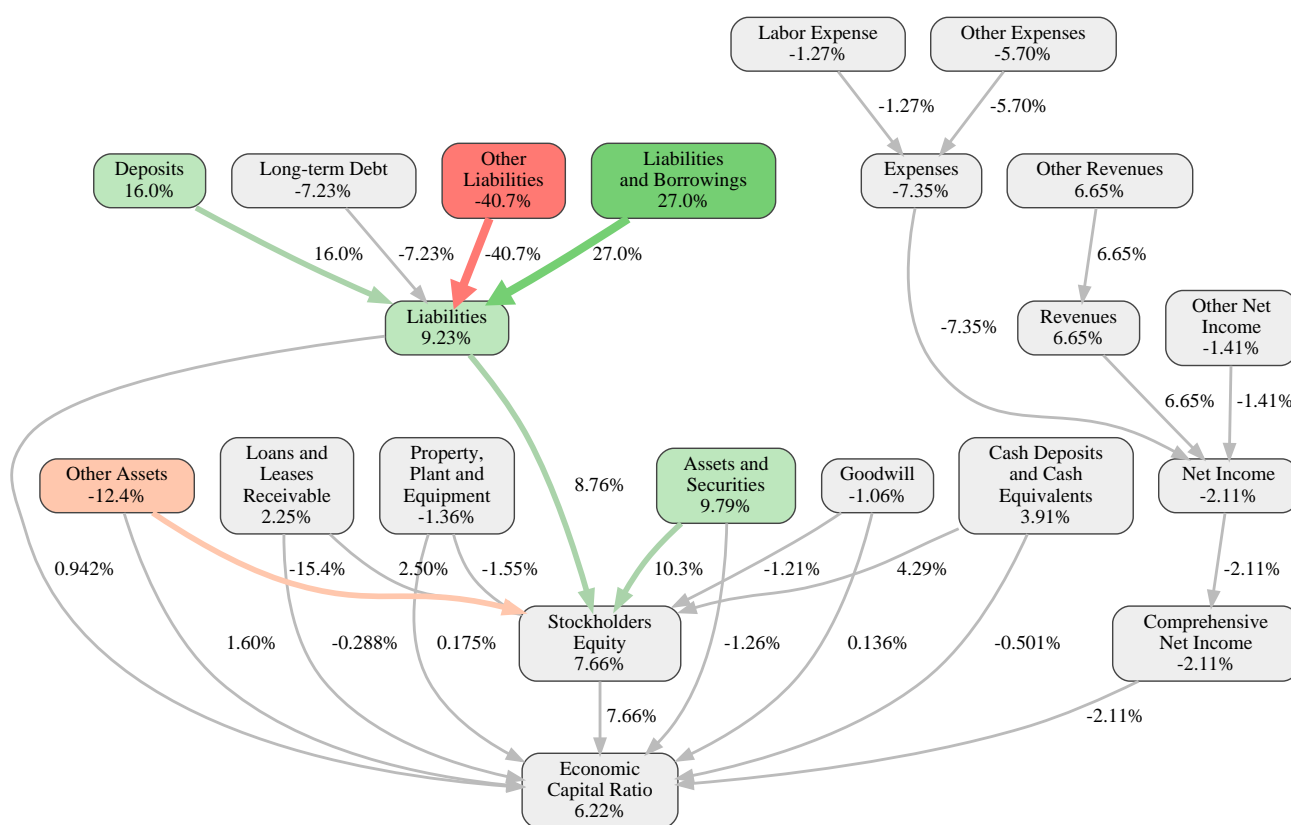 Labor Expense
-1.27%
Other Expenses
-5.70%
-1.27%
-5.70%
Deposits
16.0%
Long-term Debt
-7.23%
Other
Liabilities
-40.7%
Liabilities
and Borrowings
27.0%
Expenses
-7.35%
Other Revenues
6.65%
16.0%
-7.23%
-40.7%
27.0%
6.65%
Liabilities
9.23%
-7.35%
Revenues
6.65%
Other Net
Income
-1.41%
6.65%
-1.41%
Other Assets
-12.4%
Loans and
Leases
Receivable
2.25%
Property,
Plant and
Equipment
-1.36%
8.76%
Assets and
Securities
9.79%
Goodwill
-1.06%
Cash Deposits
and Cash
Equivalents
3.91%
Net Income
-2.11%
0.942%
-15.4%
2.50%
-1.55%
10.3%
-1.21%
4.29%
-2.11%
1.60%
-0.288%
0.175%
Stockholders
Equity
7.66%
-1.26%
0.136%
-0.501%
Comprehensive
Net Income
-2.11%
7.66%
-2.11%
Economic
Capital Ratio
6.22%